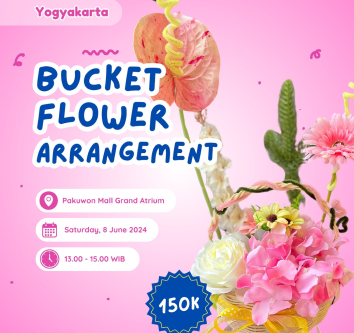 Yogyakarta
BUCKET
FLOWER
ARRANGEMENT
Pakuwon Mall Grand Atrium
Saturday, 8 June 2024
13.00 - 15.00 WIB
150K